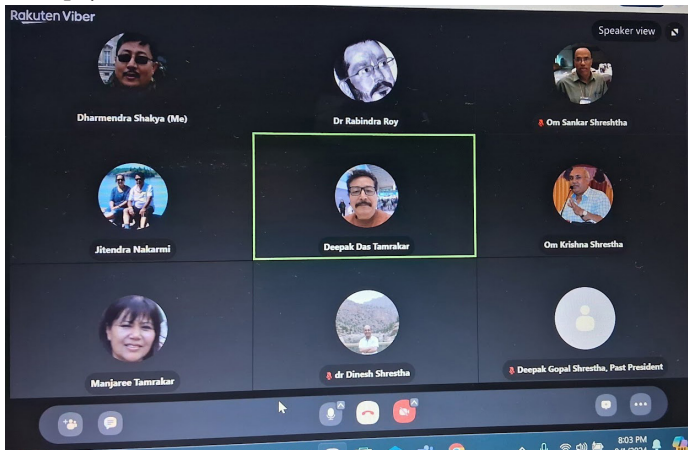 Rakuten Viber
Speaker view
Dharmendra Shakya (Me)
Dr Rabindra Roy
Om Sankar Shreshtha
Jitendra Nakarmi
Deepak Das Tamrakar
Om Krishna Shrestha
Manjaree Tamrakar
dr Dinesh Shrestha
Deepak Gopal Shrestha, Past President
8:03 PM